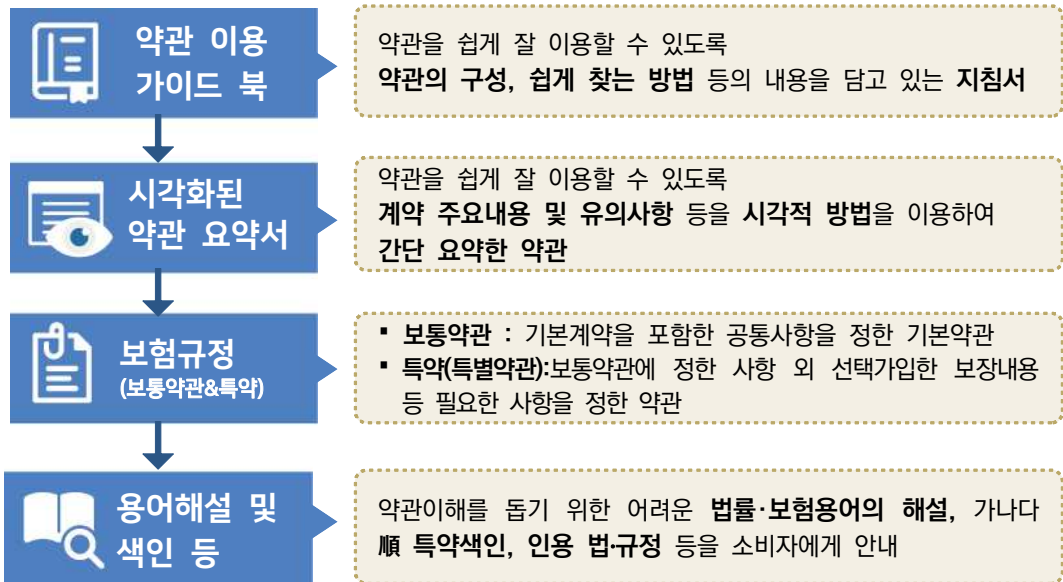 약관 이용
가이드 북
약관을 쉽게 잘 이용할 수 있도록
약관의 구성, 쉽게 찾는 방법 등의 내용을 담고 있는 지침서
시각화된
약관 요약서
약관을 쉽게 잘 이용할 수 있도록
계약 주요내용 및 유의사항 등을 시각적 방법을 이용하여
간단 요약한 약관
보험규정
(보통약관&특약)
▪ 보통약관 : 기본계약을 포함한 공통사항을 정한 기본약관
▪ 특약(특별약관):보통약관에 정한 사항 외 선택가입한 보장내용
등 필요한 사항을 정한 약관
용어해설 및
색인 등
약관이해를 돕기 위한 어려운 법률·보험용어의 해설, 가나다
順 특약색인, 인용 법·규정 등을 소비자에게 안내